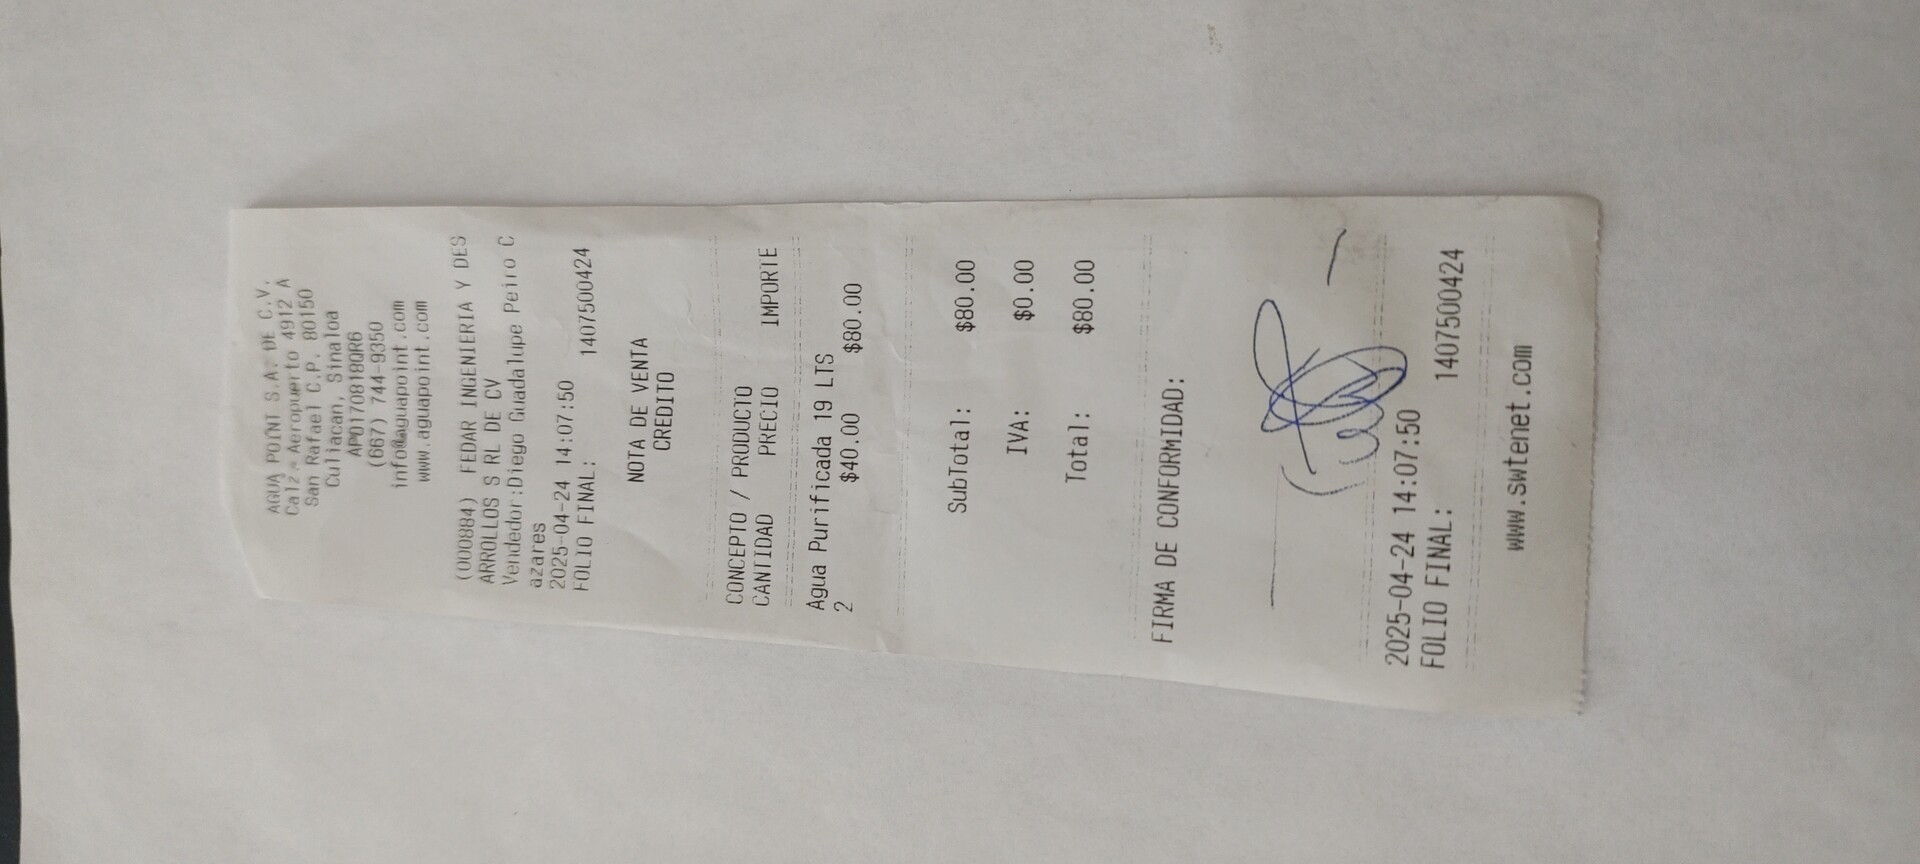 AGUA POINT S.A. DE C.V.
Calz. Aeropuerto 4912 A
San Rafael C.P. 80150
Culiacan, Sinaloa
APO170818QR6
(667) 744-9350
info@aguapoint.com
www.aguapoint.com
(000884) FEDAR INGENIERIA Y DES
ARROLLOS S RL DE CV
Vendedor:Diego Guadalupe Peiro C
azares
2025-04-24 14:07:50
FOLIO FINAL: 1407500424
NOTA DE VENTA
CREDITO
CONCEPTO / PRODUCTO
CANTIDAD PRECIO IMPORTE
Agua Purificada 19 LTS
2 $40.00 $80.00
SubTotal: $80.00
IVA: $0.00
Total: $80.00
FIRMA DE CONFORMIDAD:
2025-04-24 14:07:50
FOLIO FINAL: 1407500424
www.swtenet.com